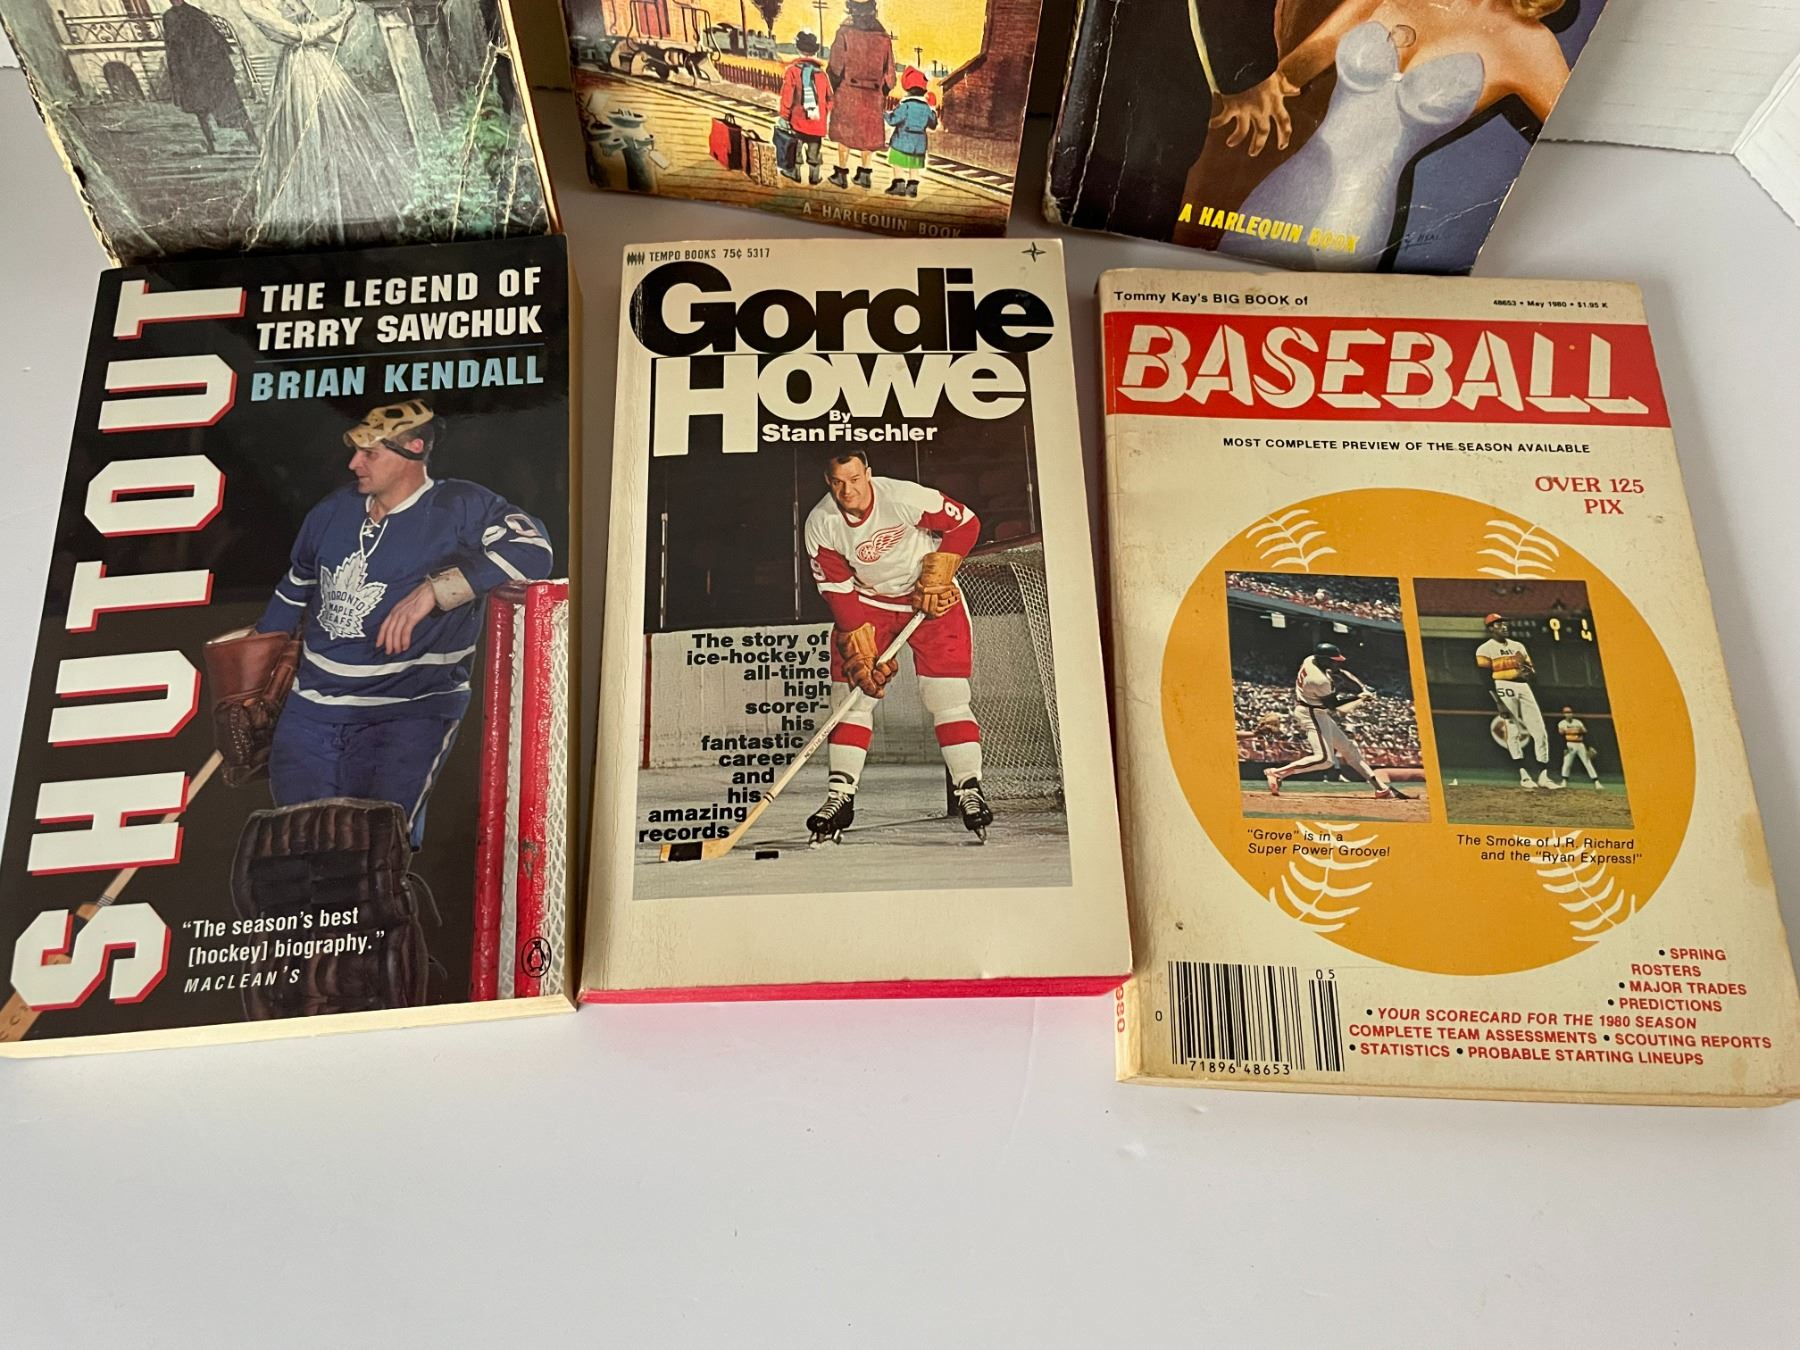 A HARLEQUIN BOOK
A HARLEQUIN BOOK
SHUTOUT
THE LEGEND OF
TERRY SAWCHUK
BRIAN KENDALL
TORONTO
MAPLE
LEAFS
"The season's best
[hockey] biography."
MACLEAN'S
TEMPO BOOKS 75¢ 5317
Gordie
Howe
By
Stan Fischler
9
9
The story of
ice-hockey's
all-time
high
scorer-
his
fantastic
career
and
his
amazing
records
Tommy Kay's BIG BOOK of
48653 • May 1980 • $1.95 K
BASEBALL
MOST COMPLETE PREVIEW OF THE SEASON AVAILABLE
OVER 125
PIX
50
"Grove" is in a
Super Power Groove!
The Smoke of J.R. Richard
and the "Ryan Express!"
• SPRING
ROSTERS
• MAJOR TRADES
• PREDICTIONS
• YOUR SCORECARD FOR THE 1980 SEASON
COMPLETE TEAM ASSESSMENTS • SCOUTING REPORTS
• STATISTICS • PROBABLE STARTING LINEUPS
05
0
71896 48653